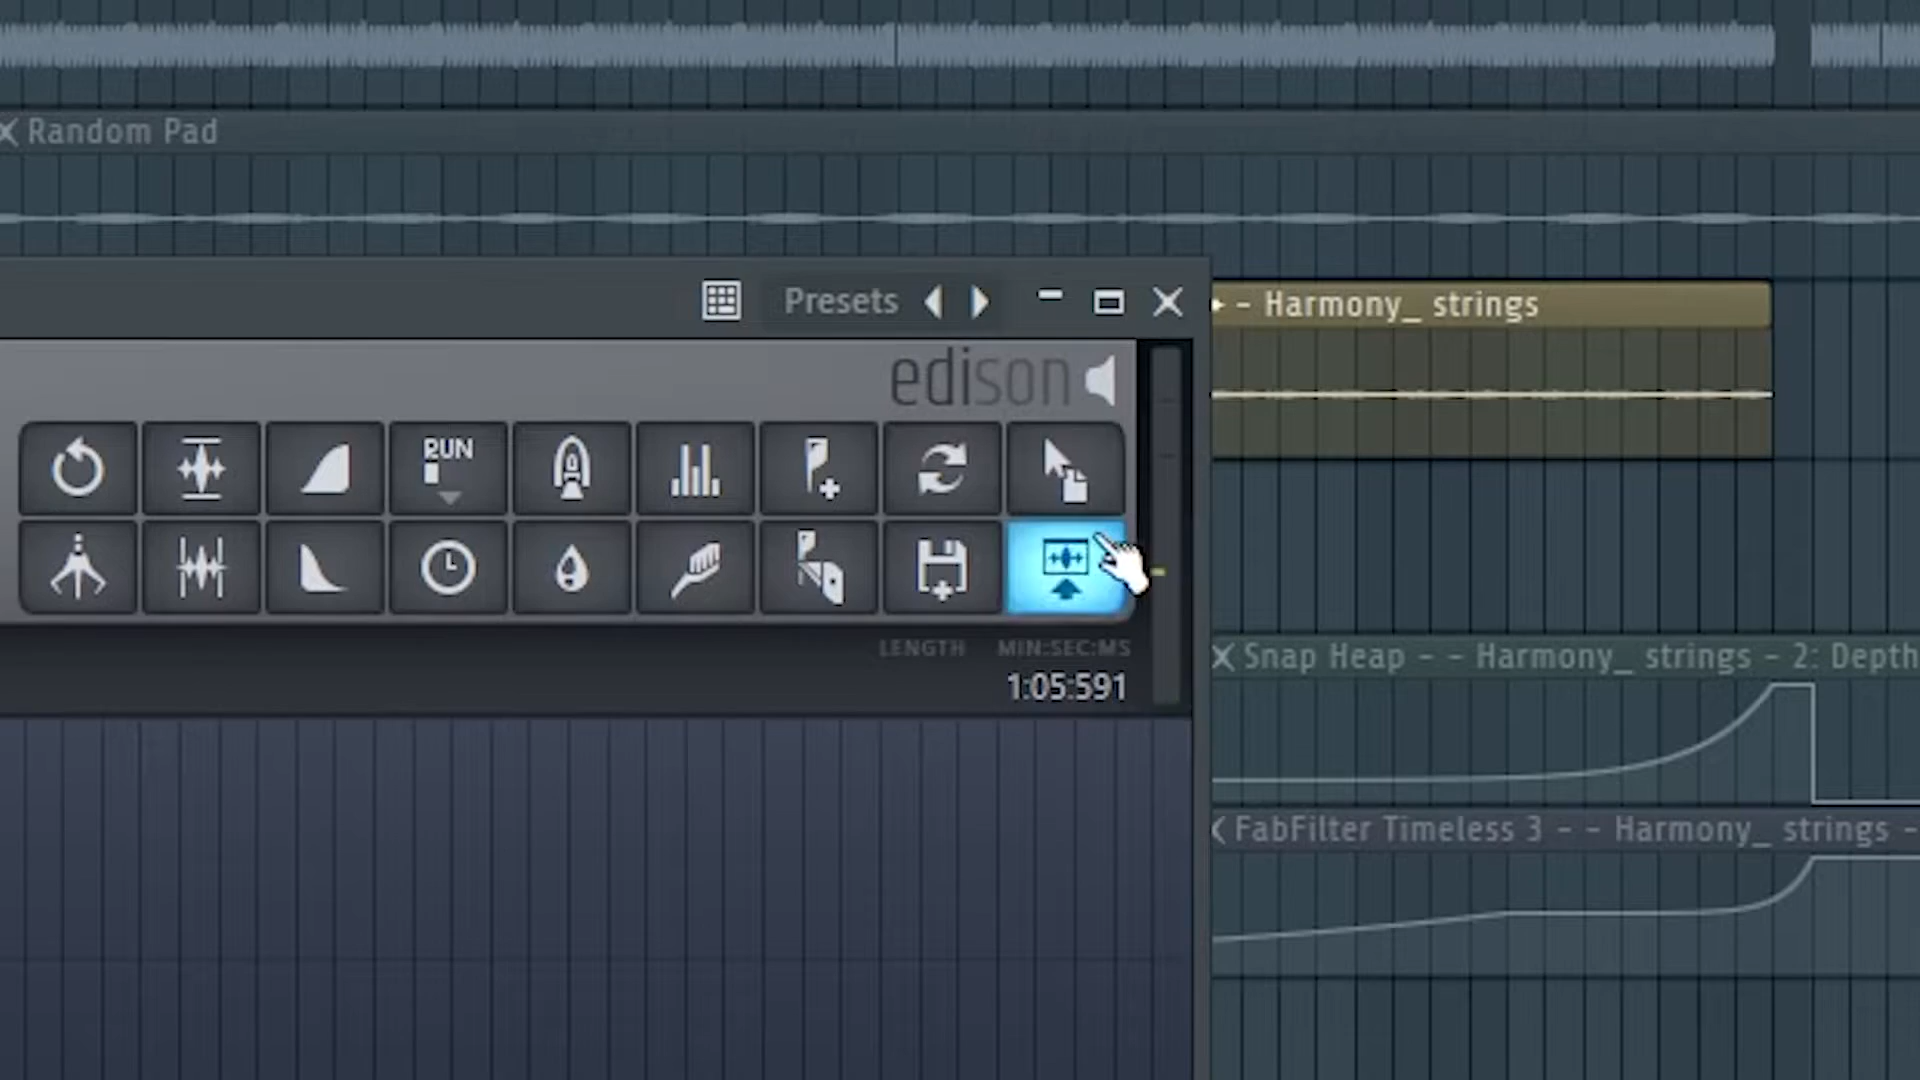 Random Pad
Presets
- Harmony_ strings
edison
RUN
LENGTH MIN:SEC:MS
1:05:591
Snap Heap - - Harmony_ strings - 2: Depth
FabFilter Timeless 3 - - Harmony_ strings -